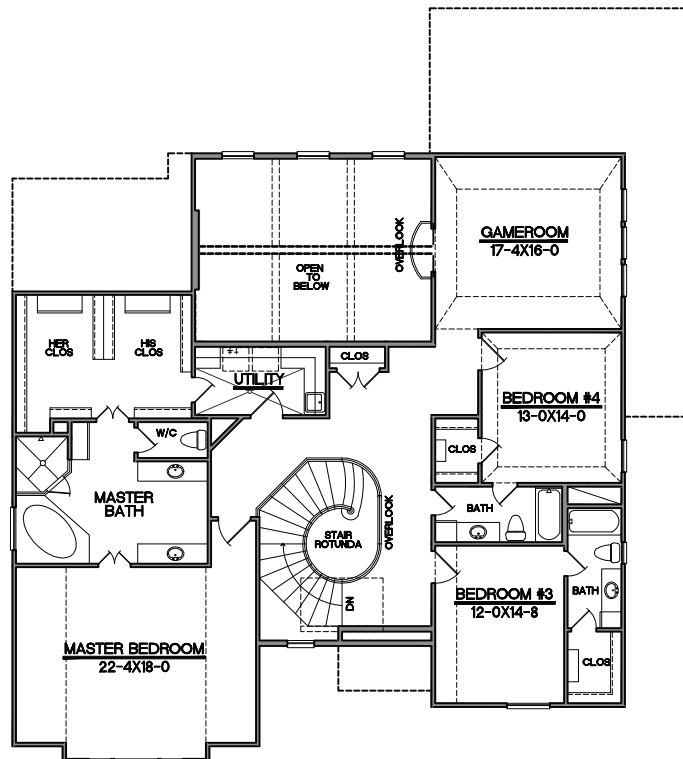 OVERLOOK
GAMEROOM
17-4X16-0
OPEN
TO
BELOW
HER
CLOS
HIS
CLOS
UTILITY
CLOS
BEDROOM #4
13-0X14-0
W/C
CLOS
MASTER
BATH
BATH
STAIR
ROTUNDA
OVERLOOK
DN
BEDROOM #3
12-0X14-8
BATH
MASTER BEDROOM
22-4X18-0
CLOS